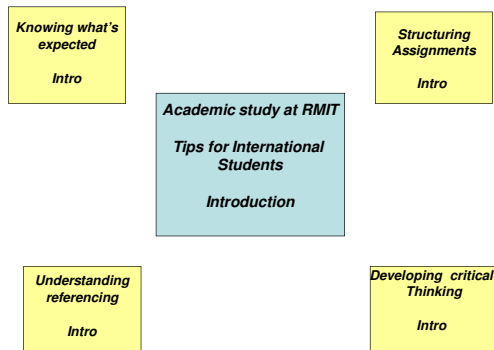 Knowing what's
expected
Intro
Structuring
Assignments
Intro
Academic study at RMIT
Tips for International
Students
Introduction
Understanding
referencing
Intro
Developing critical
Thinking
Intro